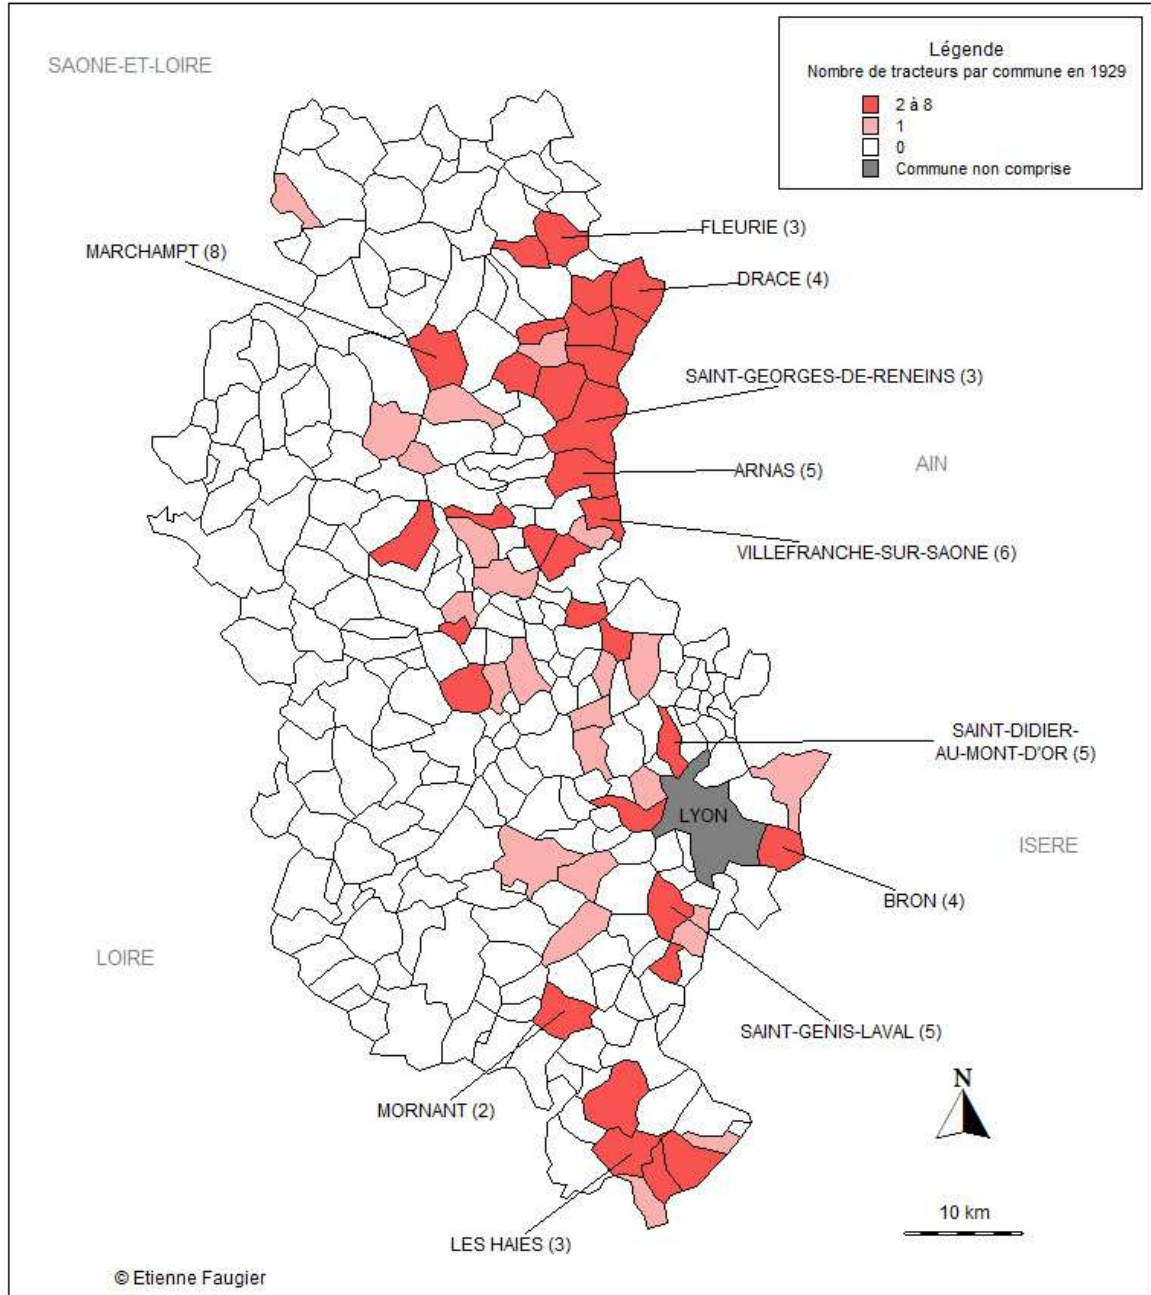 Légende
Nombre de tracteurs par commune en 1929
2 à 8
1
0
Commune non comprise
SAONE-ET-LOIRE
FLEURIE (3)
MARCHAMPT (8)
DRACE (4)
SAINT-GEORGES-DE-RENEINS (3)
AIN
ARNAS (5)
VILLEFRANCHE-SUR-SAONE (6)
SAINT-DIDIER-
AU-MONT-D'OR (5)
LYON
ISERE
BRON (4)
LOIRE
SAINT-GENIS-LAVAL (5)
N
MORNANT (2)
10 km
LES HAIES (3)
© Etienne Faugier